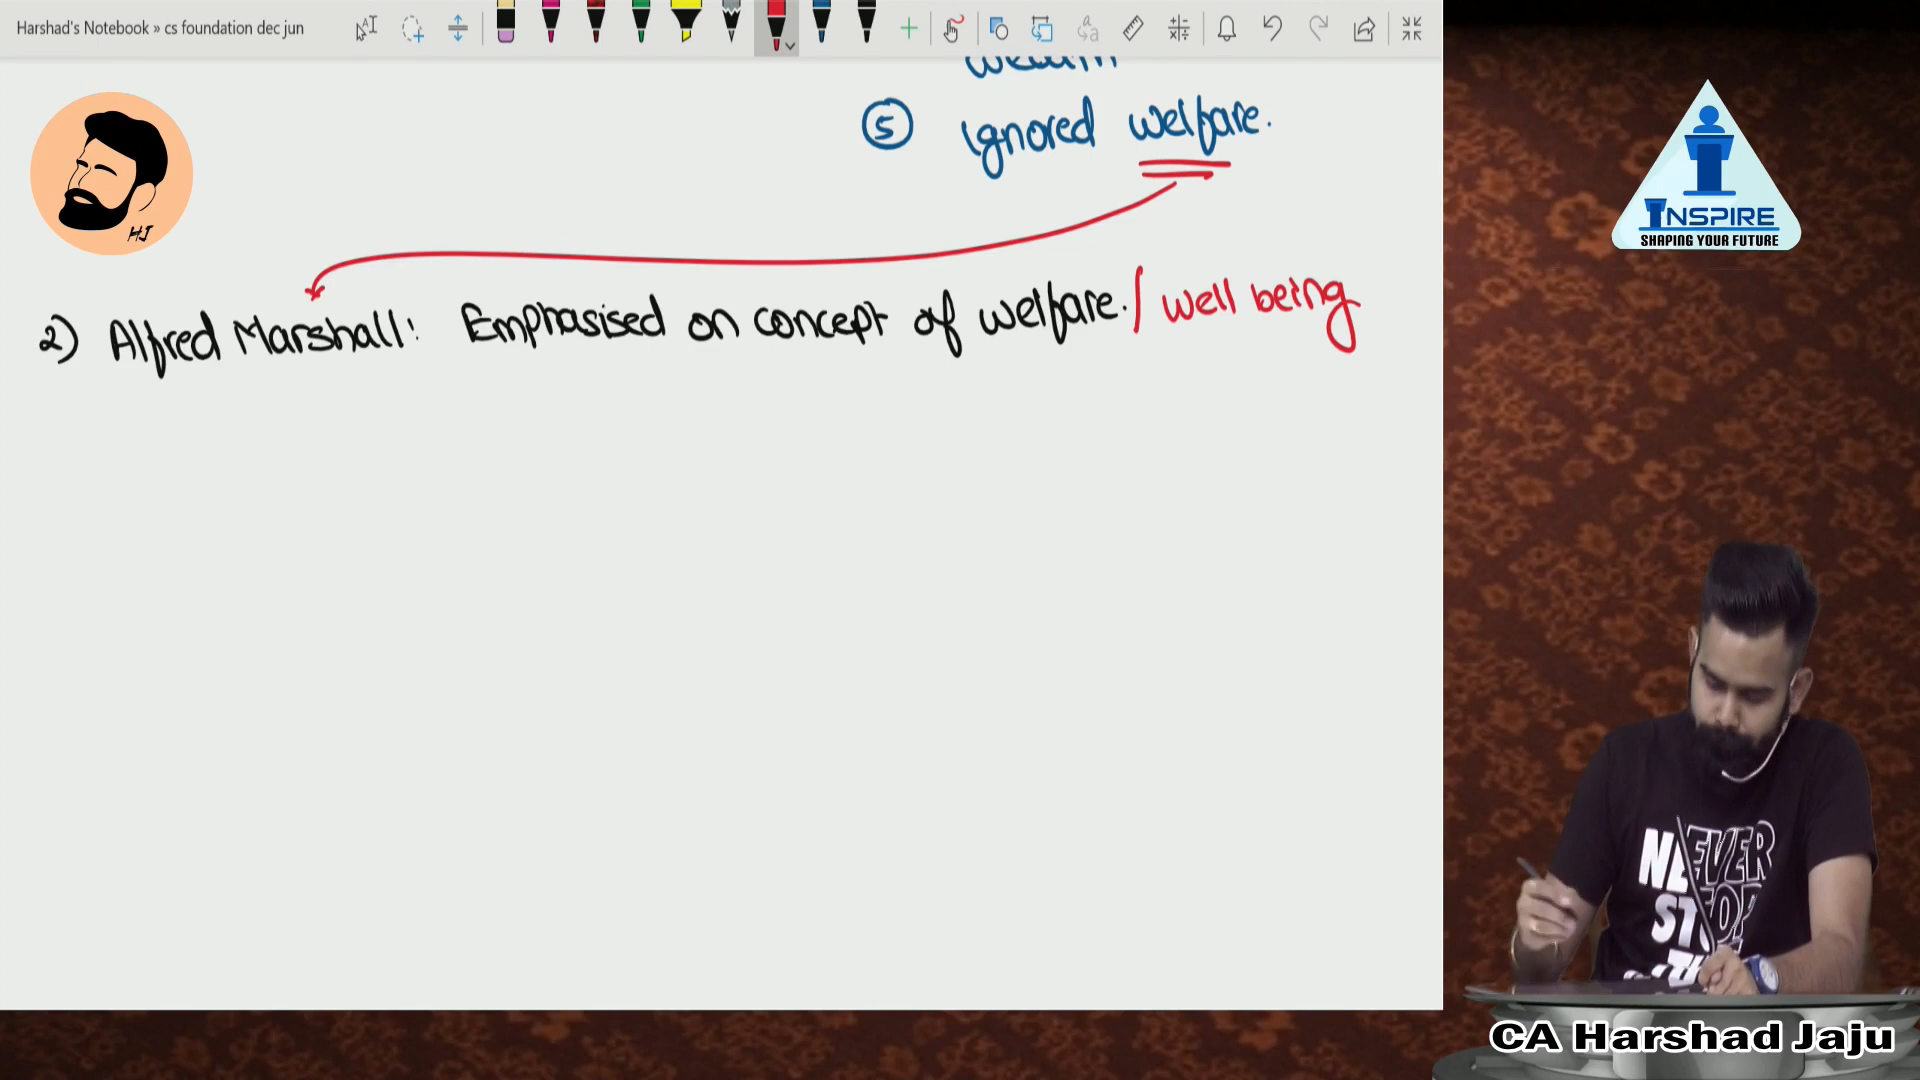 Harshad's Notebook » cs foundation dec jun
⑤ ignored welfare.
HJ
2) Alfred Marshall: Emphasised on concept of welfare. / well being
INSPIRE
SHAPING YOUR FUTURE
NEVER
STOP
CA Harshad Jaju